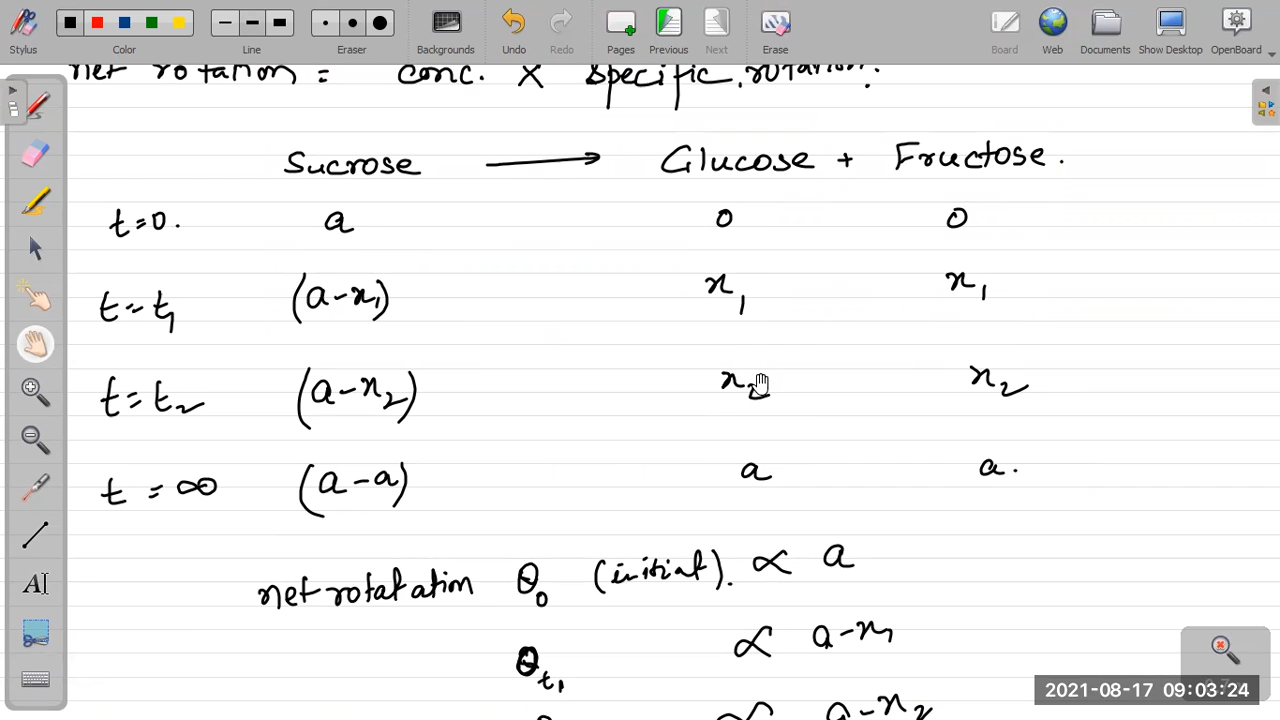 Stylus Color Line Eraser Backgrounds Undo Redo Pages Previous Next Erase Board Web Documents Show Desktop OpenBoard
net rotation = conc. X specific rotation.
Sucrose ⟶ Glucose + Fructose.
t=0. a 0 0
t=t₁ (a-x₁) x₁ x₁
t=t₂ (a-x₂) x₂ x₂
t=∞ (a-a) a a.
net rotatation θ₀ (initial). ∝ a
θt₁ ∝ a-x₁
∝ a-x₂
2021-08-17 09:03:24